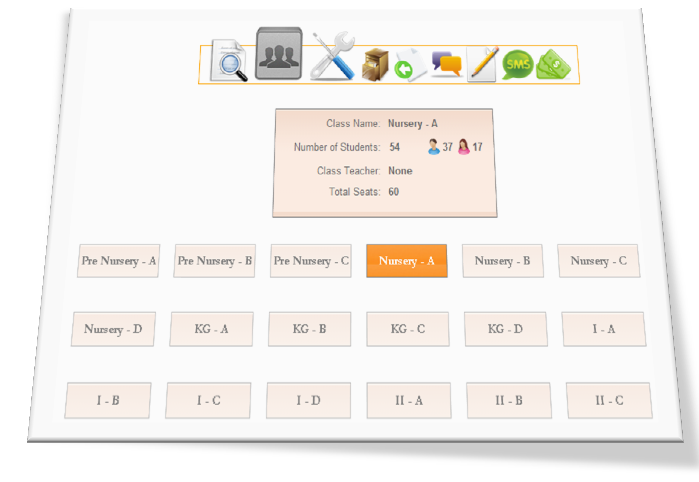 SMS
Class Name: Nursery - A
Number of Students: 54 37 17
Class Teacher: None
Total Seats: 60
Pre Nursery - A Pre Nursery - B Pre Nursery - C Nursery - A Nursery - B Nursery - C
Nursery - D KG - A KG - B KG - C KG - D I - A
I - B I - C I - D II - A II - B II - C